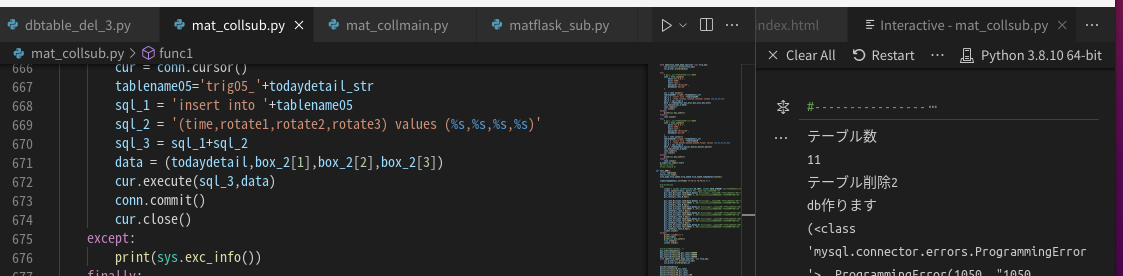 dbtable_del_3.py
mat_collsub.py
mat_collmain.py
matflask_sub.py
index.html
Interactive - mat_collsub.py
mat_collsub.py > func1
Clear All
Restart
Python 3.8.10 64-bit
666 cur = conn.cursor()
667 tablename05='trig05_'+todaydetail_str
668 sql_1 = 'insert into '+tablename05
669 sql_2 = '(time,rotate1,rotate2,rotate3) values (%s,%s,%s,%s)'
670 sql_3 = sql_1+sql_2
671 data = (todaydetail,box_2[1],box_2[2],box_2[3])
672 cur.execute(sql_3,data)
673 conn.commit()
674 cur.close()
675 except:
676 print(sys.exc_info())
677 finally:
#---------------- …
テーブル数
11
テーブル削除2
db作ります
(<class
'mysql.connector.errors.ProgrammingError
'>, ProgrammingError(1050, "1050